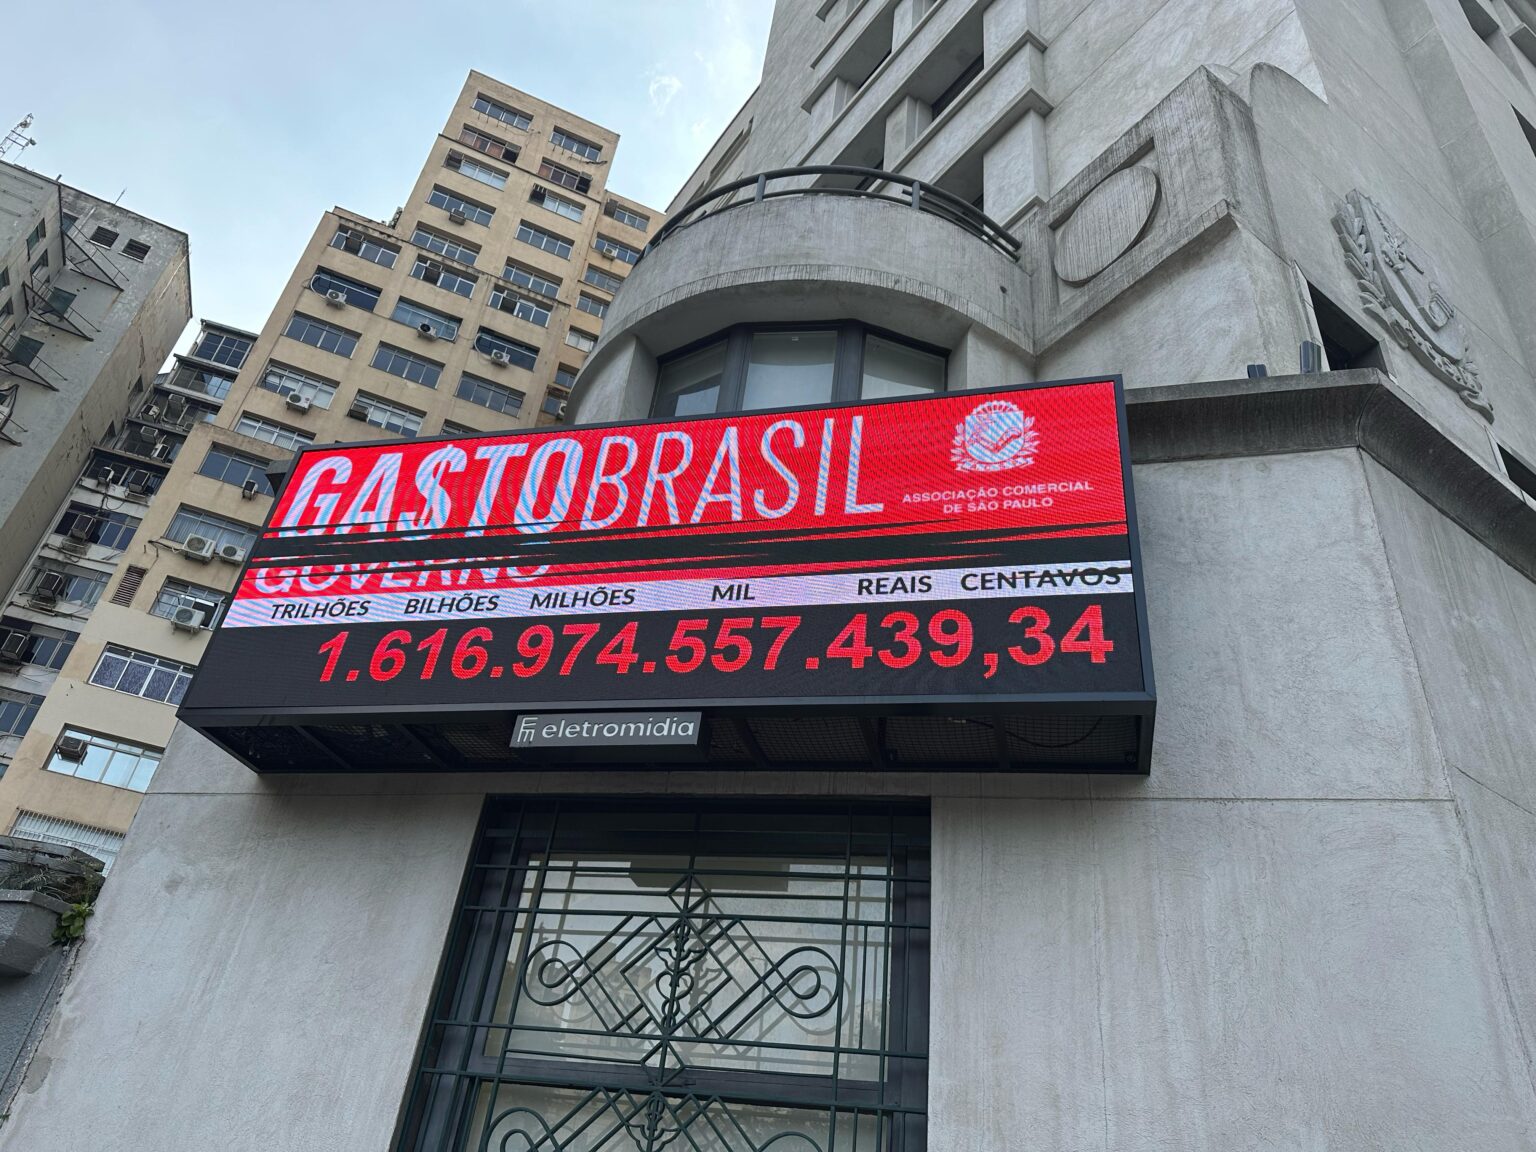 GA$TOBRASIL
ASSOCIAÇÃO COMERCIAL
DE SÃO PAULO
GOVERNO
TRILHÕES BILHÕES MILHÕES MIL REAIS CENTAVOS
1.616.974.557.439,34
eletromidia